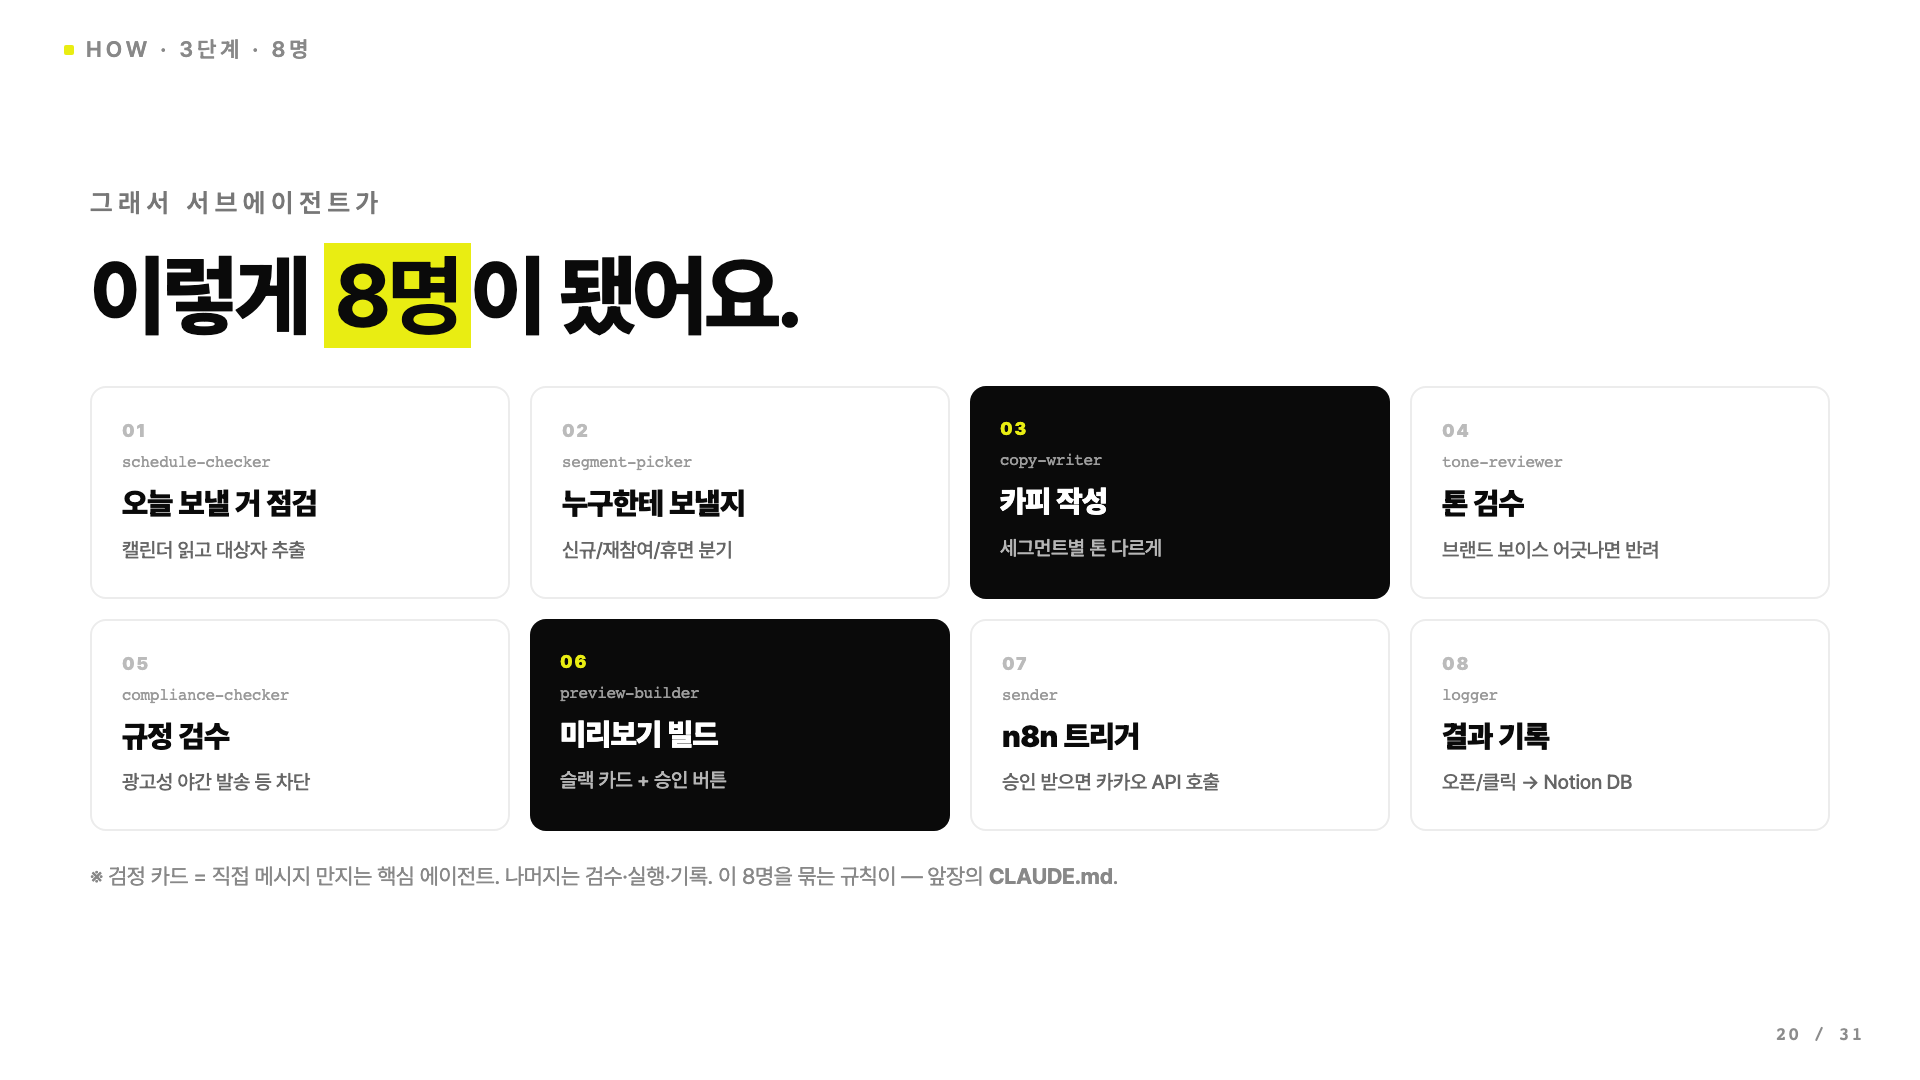 HOW · 3단계 · 8명
그래서 서브에이전트가
이렇게 8명이 됐어요.
01
schedule-checker
오늘 보낼 거 점검
캘린더 읽고 대상자 추출
02
segment-picker
누구한테 보낼지
신규/재참여/휴면 분기
03
copy-writer
카피 작성
세그먼트별 톤 다르게
04
tone-reviewer
톤 검수
브랜드 보이스 어긋나면 반려
05
compliance-checker
규정 검수
광고성 야간 발송 등 차단
06
preview-builder
미리보기 빌드
슬랙 카드 + 승인 버튼
07
sender
n8n 트리거
승인 받으면 카카오 API 호출
08
logger
결과 기록
오픈/클릭 → Notion DB
※ 검정 카드 = 직접 메시지 만지는 핵심 에이전트. 나머지는 검수·실행·기록. 이 8명을 묶는 규칙이 — 앞장의 CLAUDE.md.
20 / 31